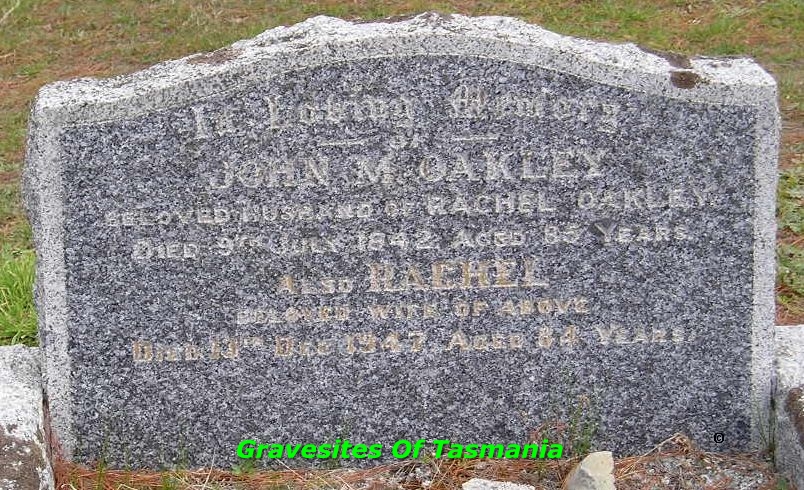 In Loving Memory
of
JOHN M. OAKLEY
BELOVED HUSBAND OF RACHEL OAKLEY
DIED 9TH JULY 1942 AGED 85 YEARS
ALSO RACHEL
BELOVED WIFE OF ABOVE
DIED 13TH DEC 1947 AGED 84 YEARS
Gravesites Of Tasmania
©